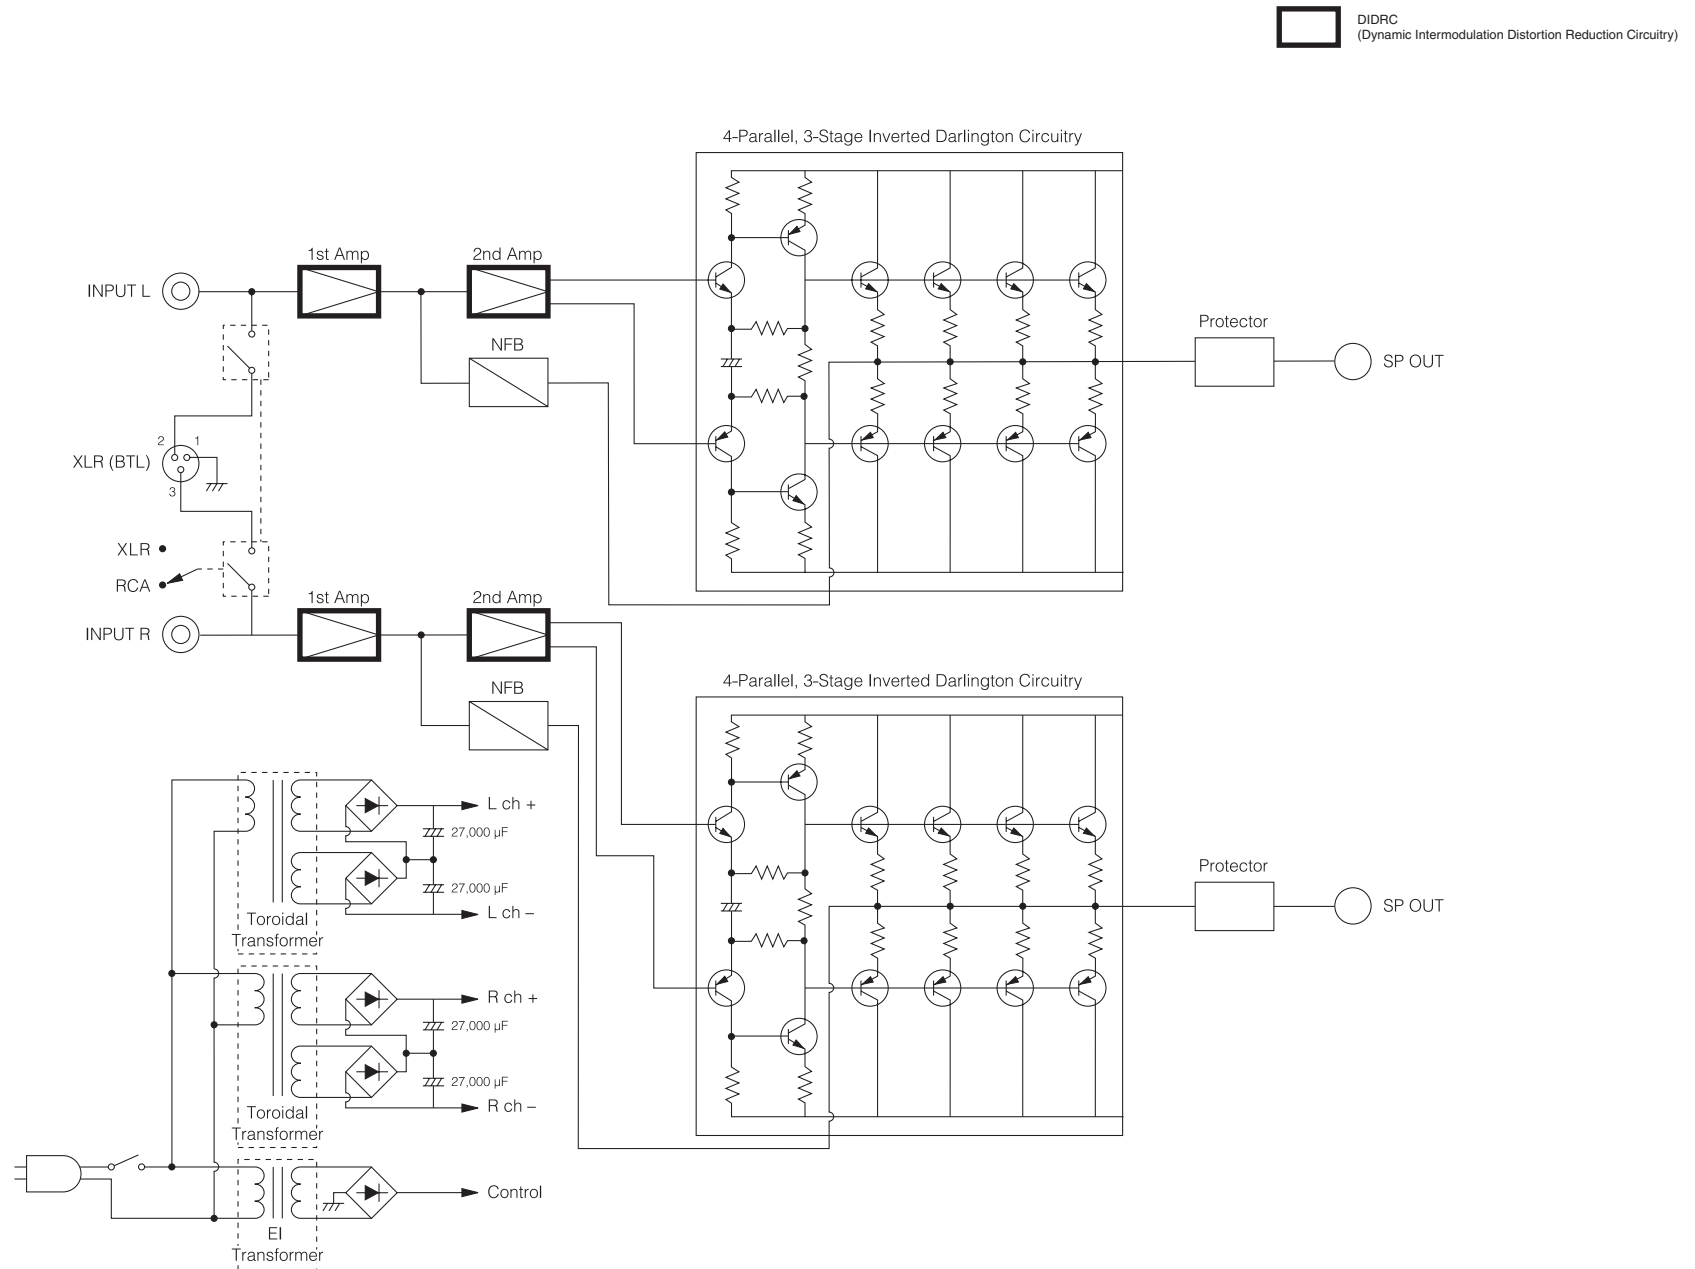 DIDRC
(Dynamic Intermodulation Distortion Reduction Circuitry)
4-Parallel, 3-Stage Inverted Darlington Circuitry
1st Amp
2nd Amp
INPUT L
NFB
Protector
SP OUT
2
1
XLR (BTL)
3
XLR
RCA
1st Amp
2nd Amp
INPUT R
NFB
4-Parallel, 3-Stage Inverted Darlington Circuitry
Protector
SP OUT
L ch +
27,000 µF
27,000 µF
L ch –
Toroidal
Transformer
R ch +
27,000 µF
27,000 µF
R ch –
Toroidal
Transformer
Control
EI
Transformer